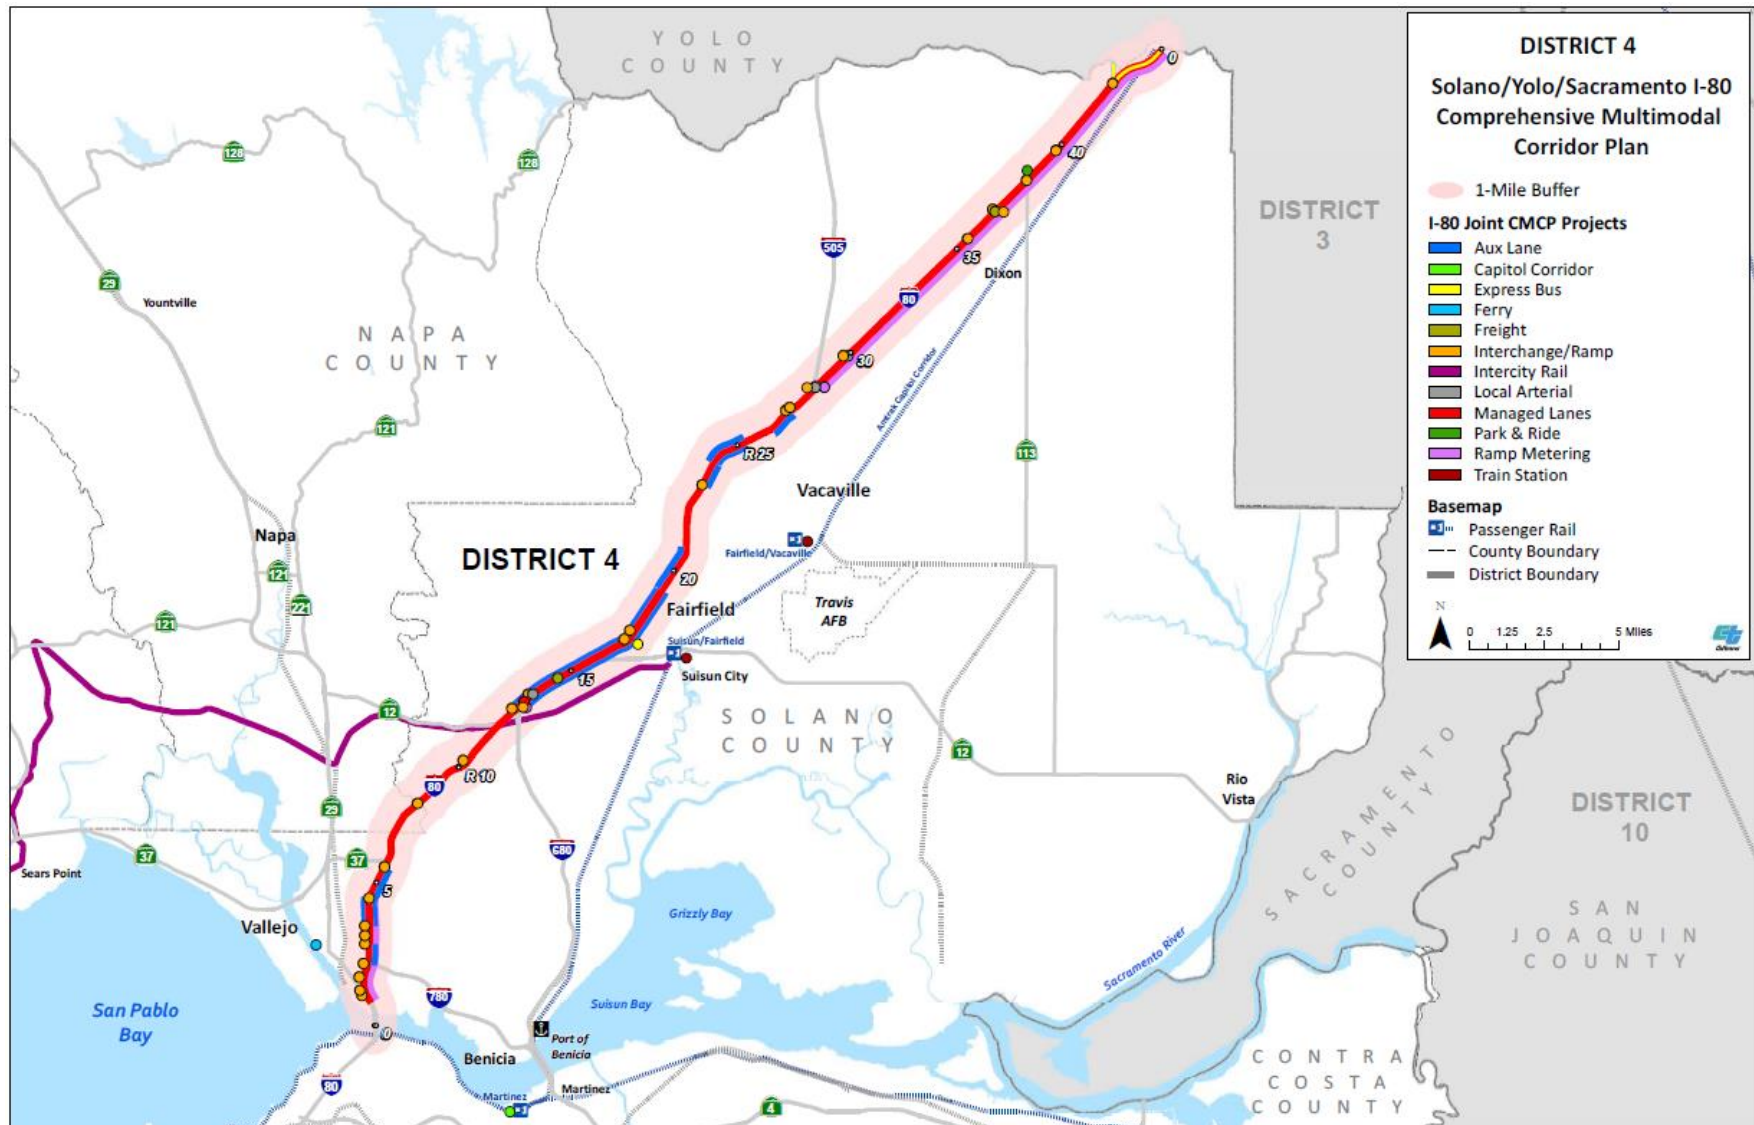 YOLO
COUNTY
0
128
128
40
505
29
Yountville
35
Dixon
80
NAPA
COUNTY
30
Amtrak Capitol Corridor
121
R 25
113
Vacaville
Napa
DISTRICT 4
Fairfield/Vacaville
121
20
221
Fairfield
Travis
AFB
121
Suisun/Fairfield
15
Suisun City
12
SOLANO
COUNTY
12
R 10
80
Rio
Vista
29
37
37
680
Sears Point
5
Vallejo
Grizzly Bay
780
San Pablo
Bay
Suisun Bay
Sacramento River
0
Port of
Benicia
Benicia
80
Martinez
Martinez
4
CONTRA
COSTA
COUNTY
SACRAMENTO
COUNTY
DISTRICT
3
DISTRICT
10
SAN
JOAQUIN
COUNTY
DISTRICT 4
Solano/Yolo/Sacramento I-80
Comprehensive Multimodal
Corridor Plan
1-Mile Buffer
I-80 Joint CMCP Projects
Aux Lane
Capitol Corridor
Express Bus
Ferry
Freight
Interchange/Ramp
Intercity Rail
Local Arterial
Managed Lanes
Park & Ride
Ramp Metering
Train Station
Basemap
Passenger Rail
County Boundary
District Boundary
N
0 1.25 2.5 5 Miles